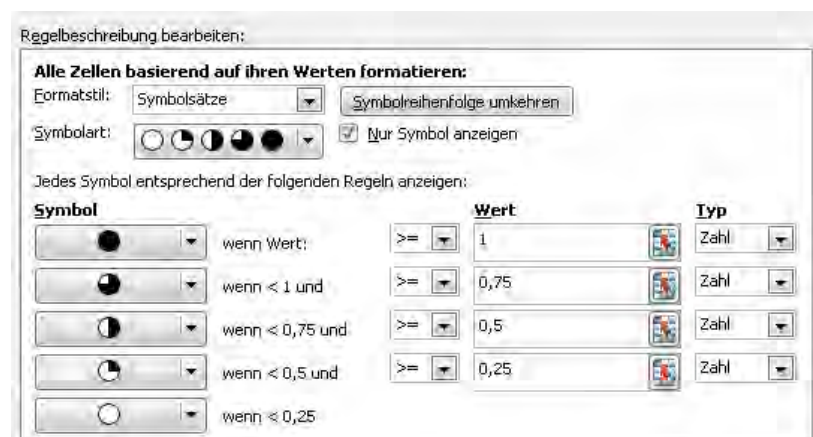 Regelbeschreibung bearbeiten:
Alle Zellen basierend auf ihren Werten formatieren:
Formatstil: Symbolsätze Symbolreihenfolge umkehren
Symbolart: Nur Symbol anzeigen
Jedes Symbol entsprechend der folgenden Regeln anzeigen:
Symbol Wert Typ
wenn Wert: >= 1 Zahl
wenn < 1 und >= 0,75 Zahl
wenn < 0,75 und >= 0,5 Zahl
wenn < 0,5 und >= 0,25 Zahl
wenn < 0,25